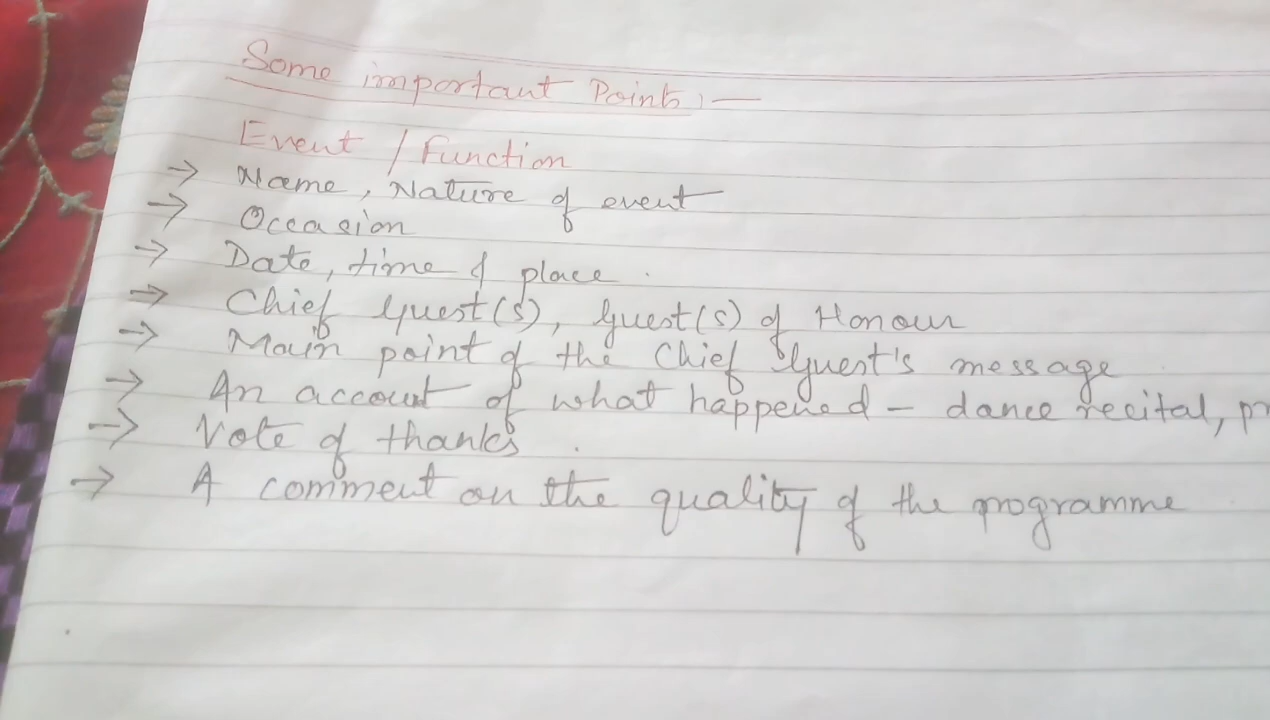 Some important Points :—
Event / Function
→ Name, Nature of event
→ Occasion
→ Date, time & place.
→ Chief Guest(s), Guest(s) of Honour
→ Main point of the Chief Guest's message
→ An account of what happened – dance recital,
→ Vote of thanks.
→ A comment on the quality of the programme